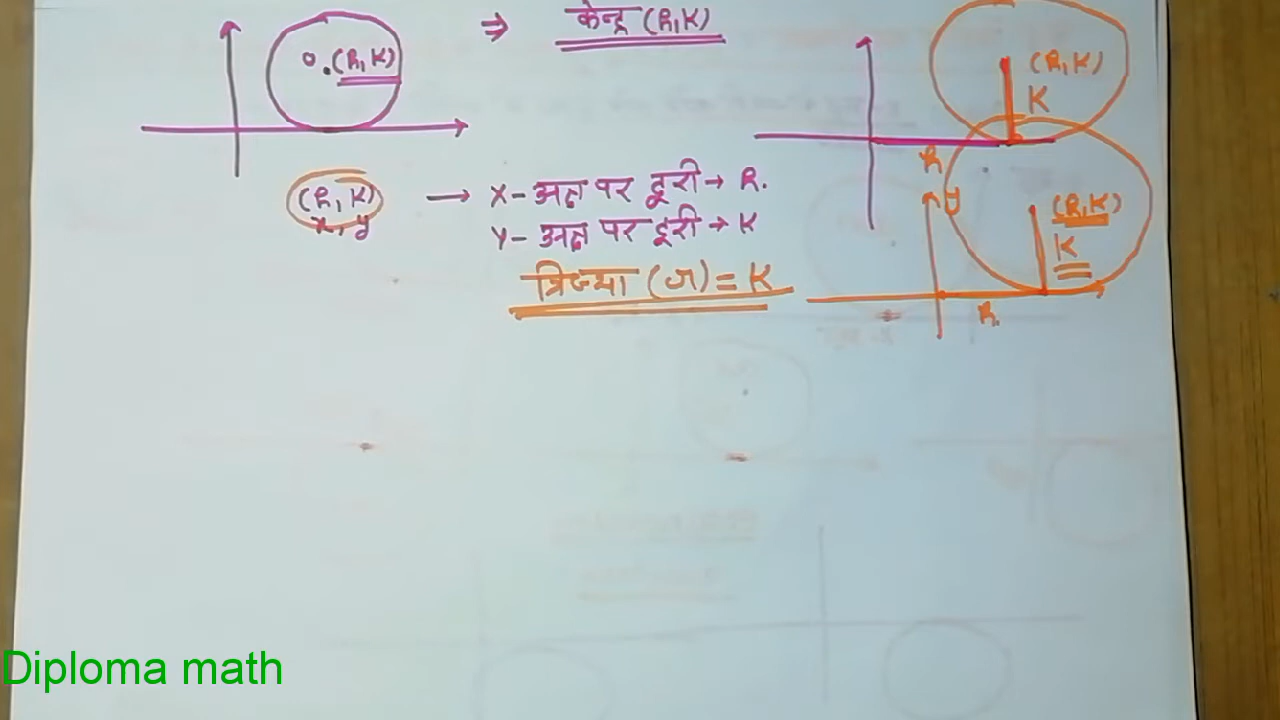 ⇒ केन्द्र (h, K)
O.(h, K)
(h, K)
K
h
(h, K)
x, y
→ X-अक्ष पर दूरी → h.
Y-अक्ष पर दूरी → K
त्रिज्या (r) = K
(h, K)
K
h.
Diploma math